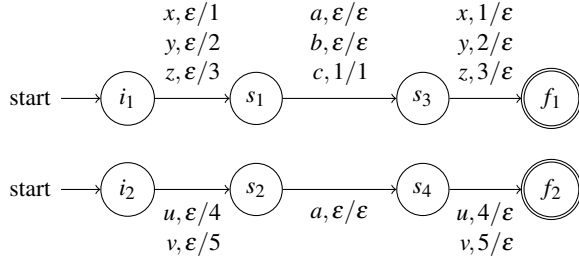 x, ε/1 a, ε/ε x, 1/ε
y, ε/2 b, ε/ε y, 2/ε
z, ε/3 c, 1/1 z, 3/ε
start i₁ s₁ s₃ f₁
start i₂ s₂ s₄ f₂
u, ε/4 a, ε/ε u, 4/ε
v, ε/5 v, 5/ε